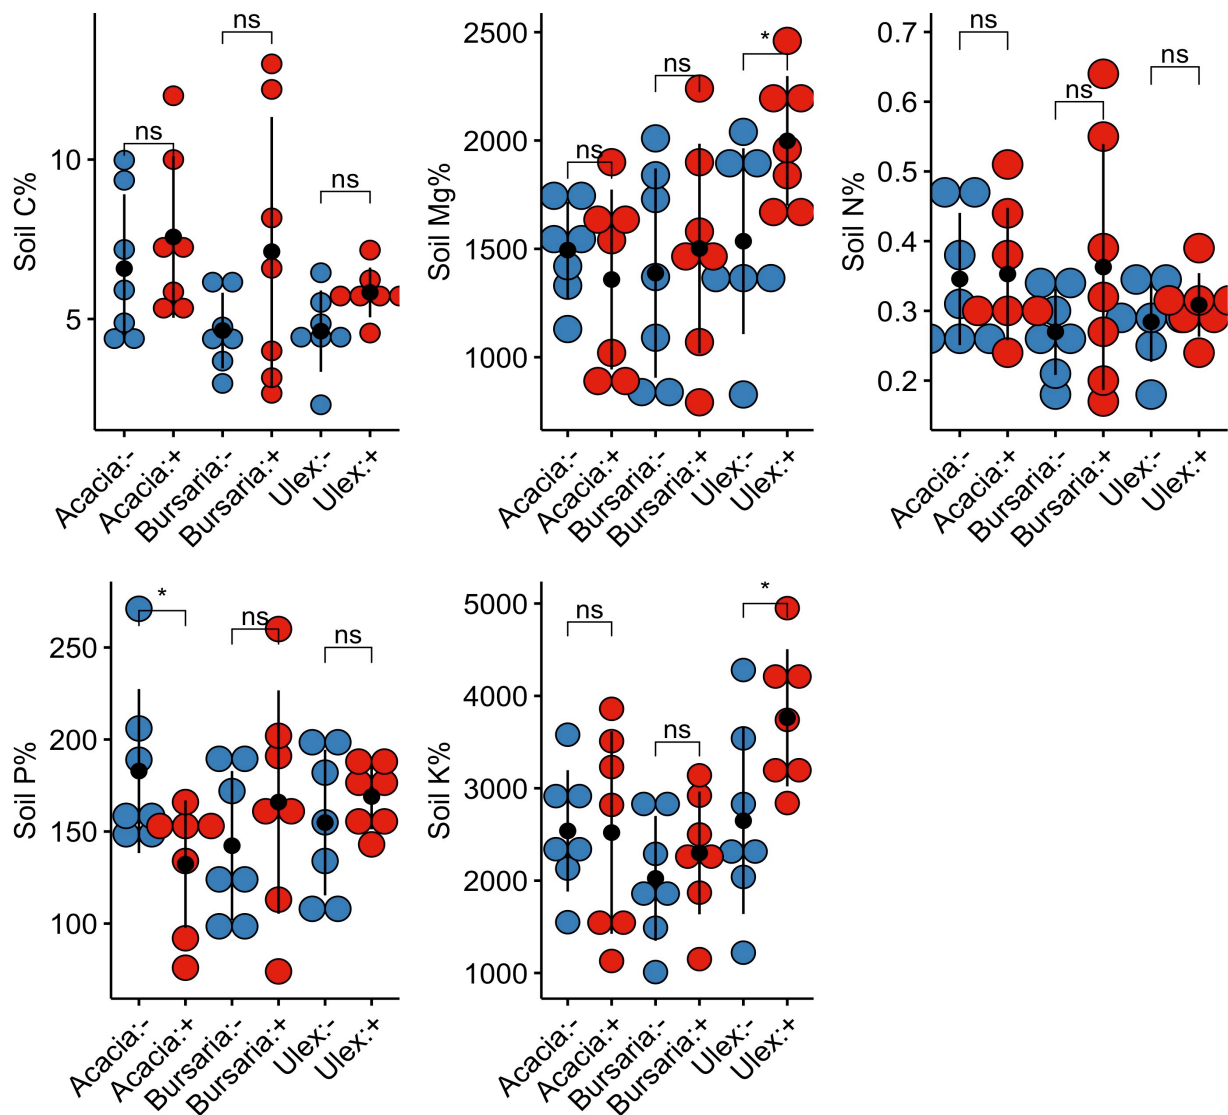 Soil C%
10
5
ns
ns
ns
Acacia:-
Acacia:+
Bursaria:-
Bursaria:+
Ulex:-
Ulex:+
Soil Mg%
2500
2000
1500
1000
ns
ns
*
Acacia:-
Acacia:+
Bursaria:-
Bursaria:+
Ulex:-
Ulex:+
Soil N%
0.7
0.6
0.5
0.4
0.3
0.2
ns
ns
ns
Acacia:-
Acacia:+
Bursaria:-
Bursaria:+
Ulex:-
Ulex:+
Soil P%
250
200
150
100
*
ns
ns
Acacia:-
Acacia:+
Bursaria:-
Bursaria:+
Ulex:-
Ulex:+
Soil K%
5000
4000
3000
2000
1000
ns
ns
*
Acacia:-
Acacia:+
Bursaria:-
Bursaria:+
Ulex:-
Ulex:+